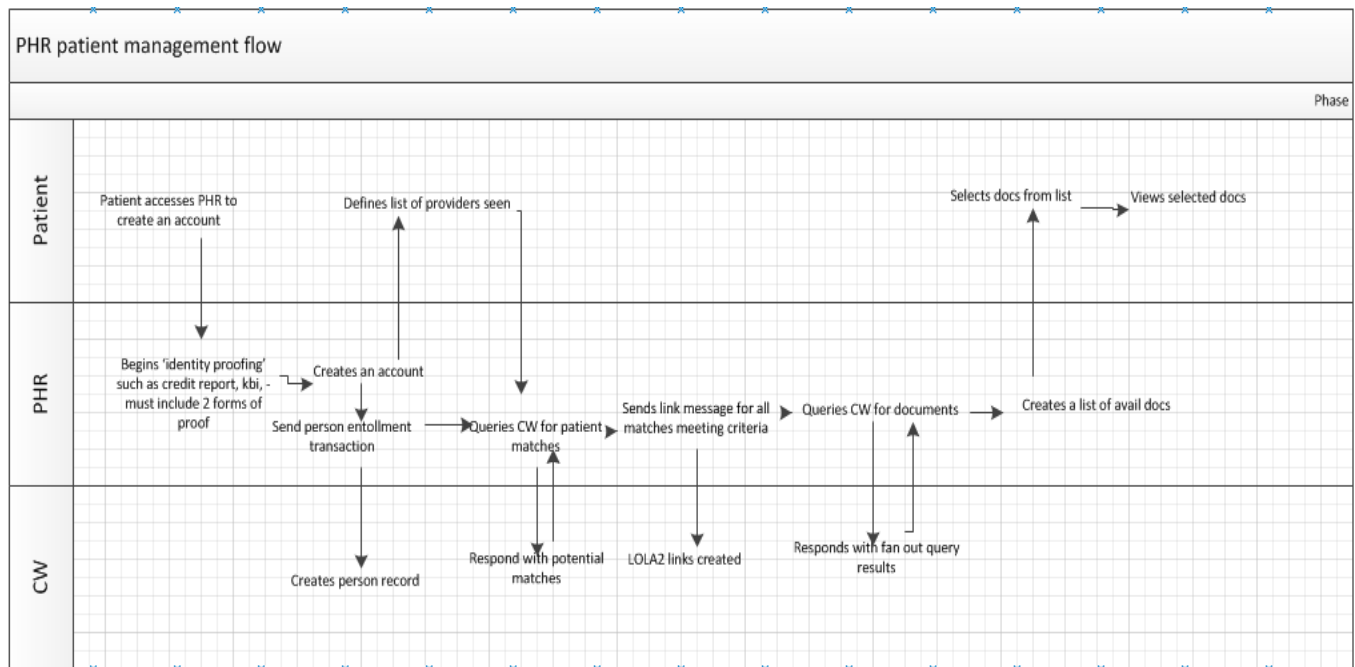 PHR patient management flow
Phase
Patient
Patient accesses PHR to
create an account
Defines list of providers seen
Selects docs from list
Views selected docs
PHR
Begins 'identity proofing'
such as credit report, kbi, -
must include 2 forms of
proof
Creates an account
Send person entollment
transaction
Queries CW for patient
matches
Sends link message for all
matches meeting criteria
Queries CW for documents
Creates a list of avail docs
CW
Creates person record
Respond with potential
matches
LOLA2 links created
Responds with fan out query
results